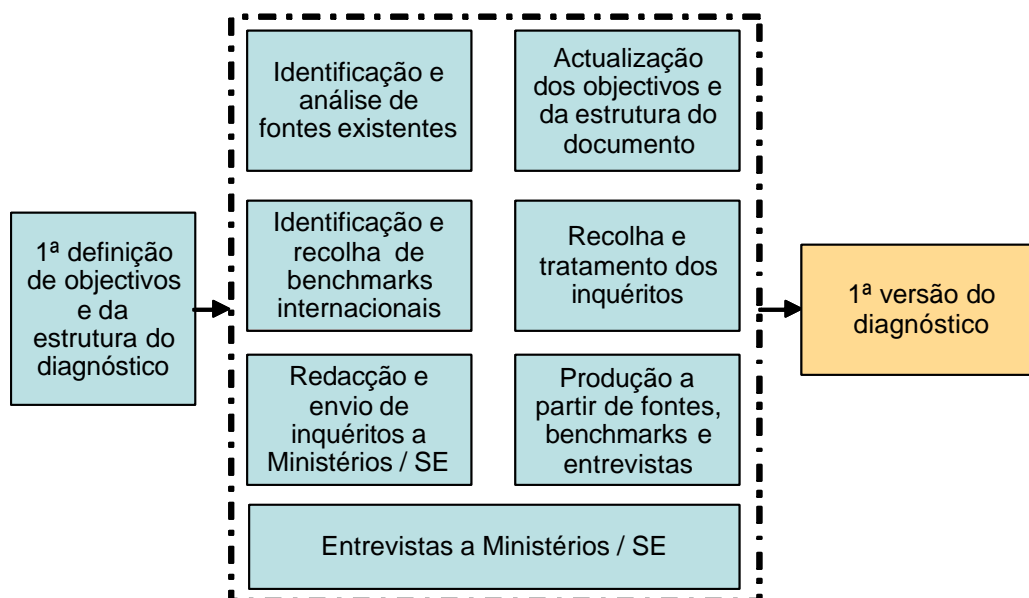 1ª definição
de objectivos
e da
estrutura do
diagnóstico
Identificação e
análise de
fontes existentes
Actualização
dos objectivos e
da estrutura do
documento
Identificação e
recolha de
benchmarks
internacionais
Recolha e
tratamento dos
inquéritos
Redacção e
envio de
inquéritos a
Ministérios / SE
Produção a
partir de fontes,
benchmarks e
entrevistas
Entrevistas a Ministérios / SE
1ª versão do
diagnóstico